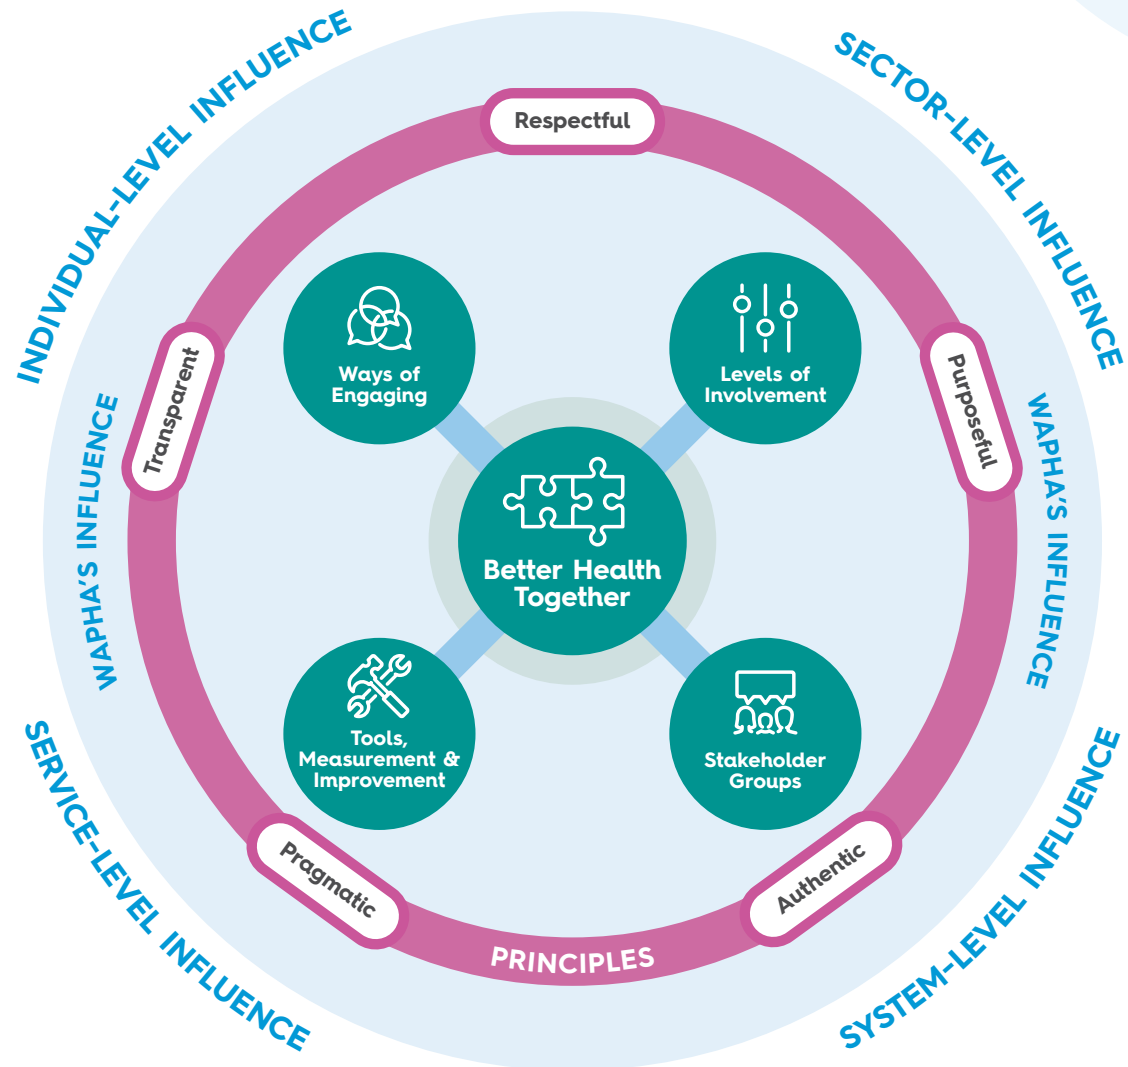 INDIVIDUAL-LEVEL INFLUENCE
SECTOR-LEVEL INFLUENCE
Respectful
Transparent
Purposeful
WAPHA'S INFLUENCE
WAPHA'S INFLUENCE
Ways of
Engaging
Levels of
Involvement
Better Health
Together
Tools,
Measurement &
Improvement
Stakeholder
Groups
Pragmatic
Authentic
PRINCIPLES
SERVICE-LEVEL INFLUENCE
SYSTEM-LEVEL INFLUENCE